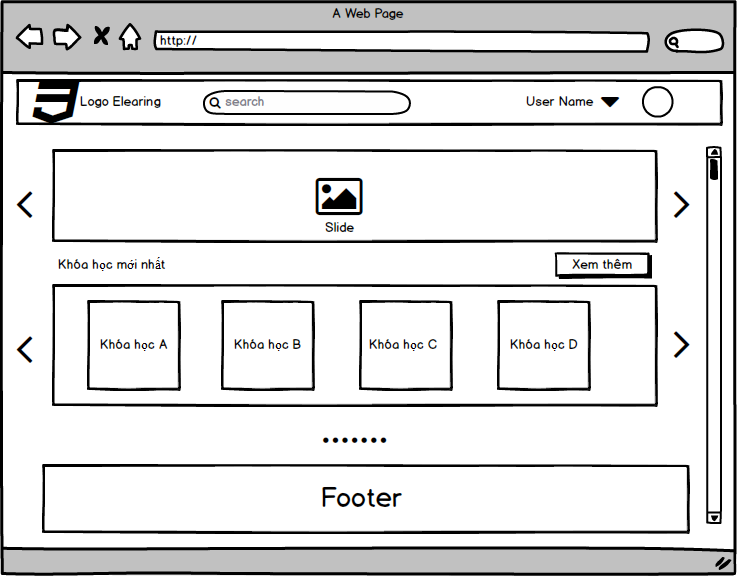 A Web Page
http://
Logo Elearing
search
User Name
Slide
Khóa học mới nhất
Xem thêm
Khóa học A
Khóa học B
Khóa học C
Khóa học D
Footer